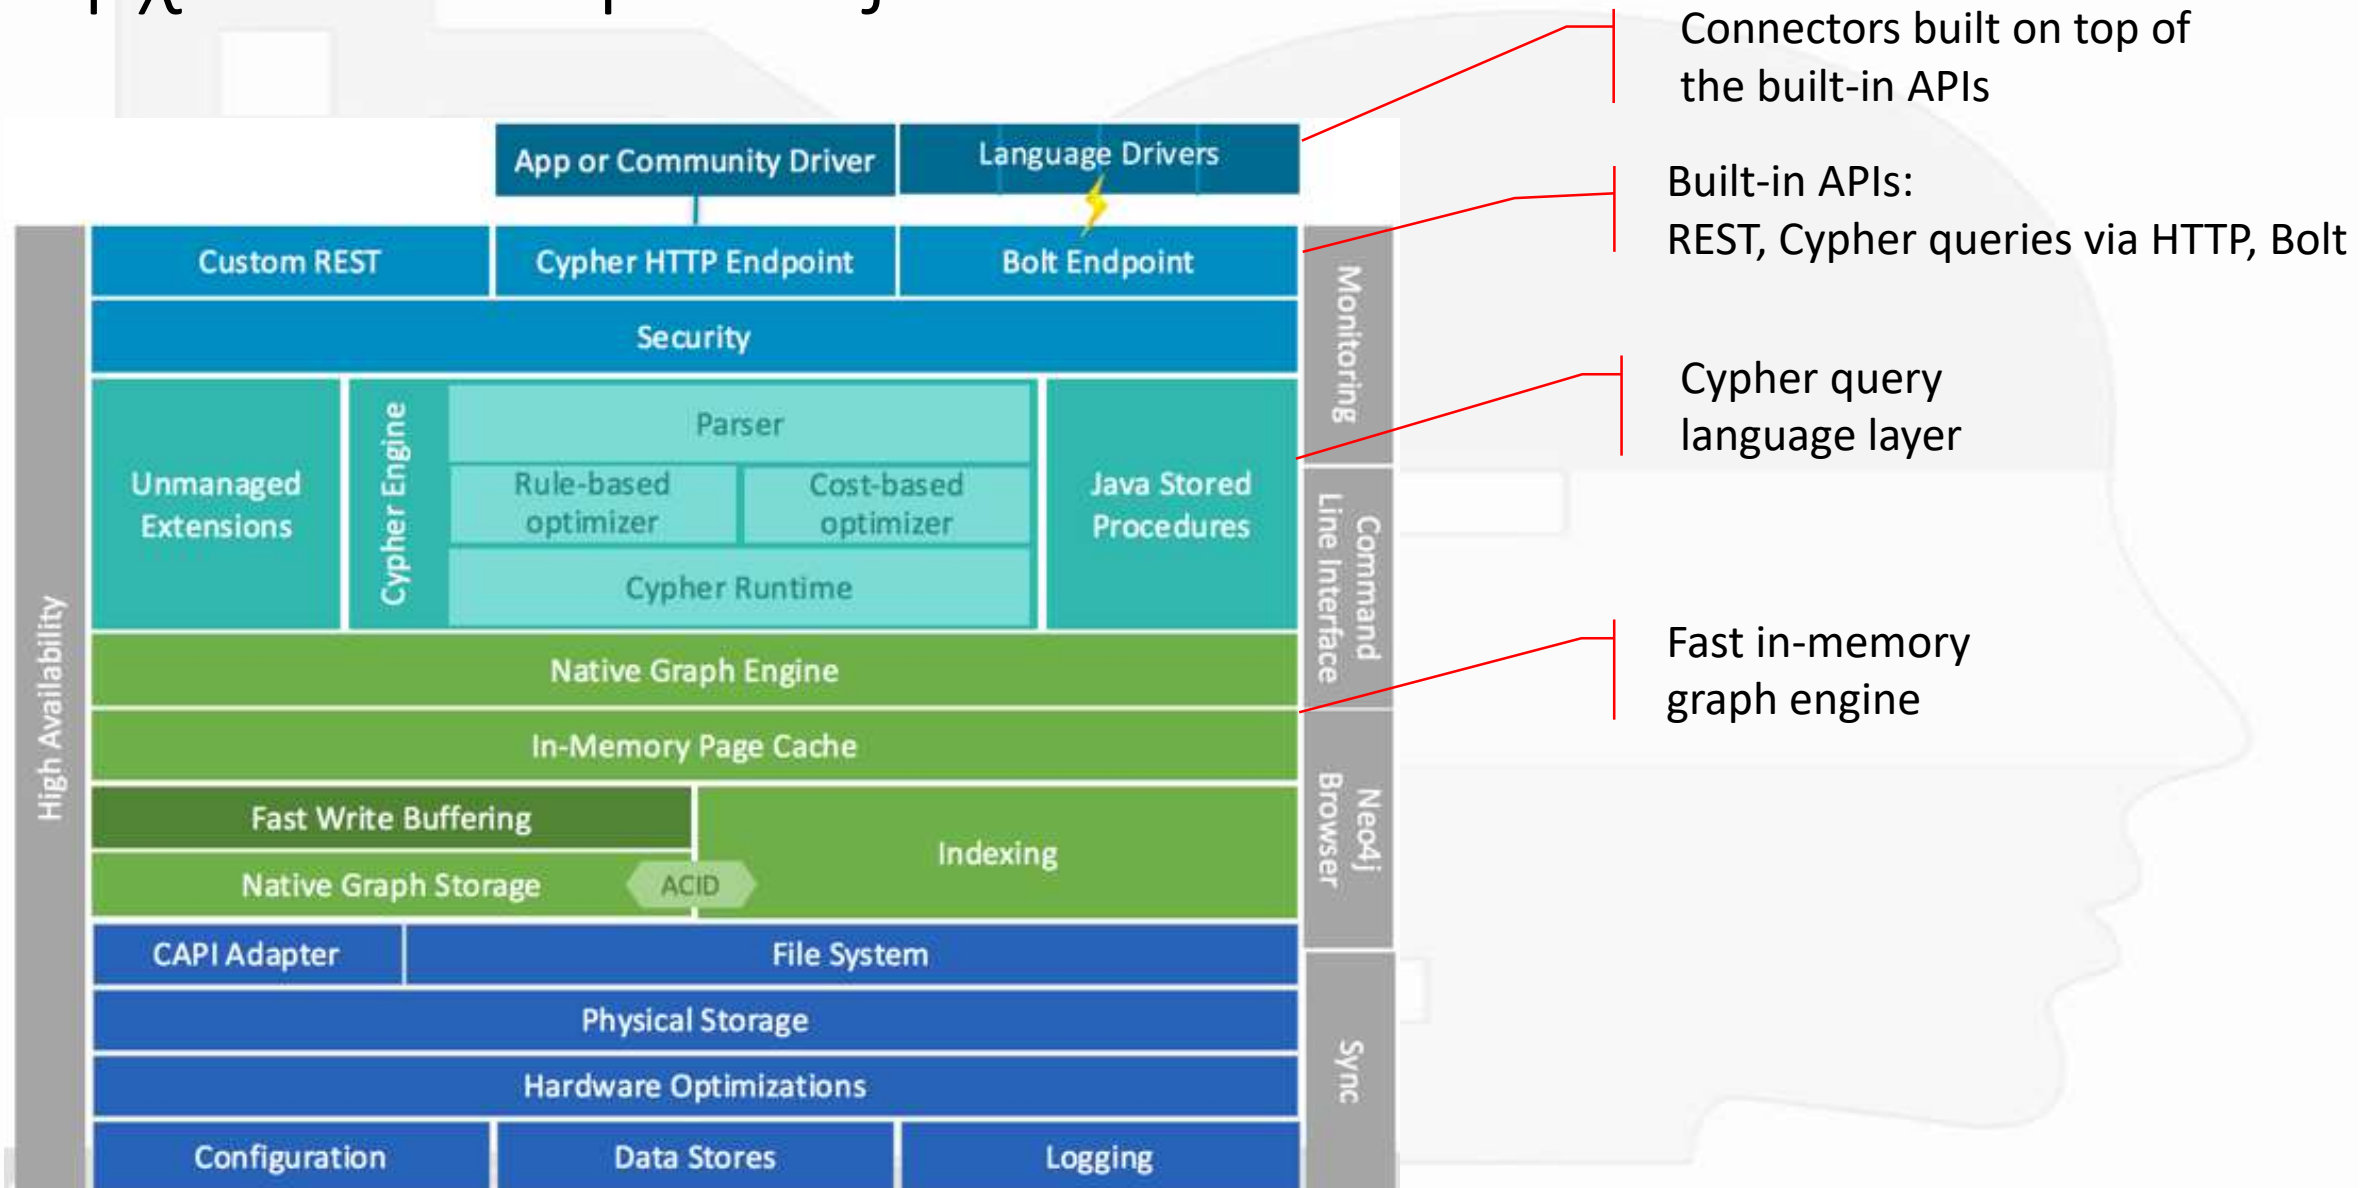 Connectors built on top of
the built-in APIs
App or Community Driver
Language Drivers
Built-in APIs:
REST, Cypher queries via HTTP, Bolt
Custom REST
Cypher HTTP Endpoint
Bolt Endpoint
Security
Monitoring
Cypher query
language layer
Unmanaged
Extensions
Cypher Engine
Parser
Rule-based
optimizer
Cost-based
optimizer
Cypher Runtime
Java Stored
Procedures
Command
Line Interface
High Availability
Native Graph Engine
Fast in-memory
graph engine
In-Memory Page Cache
Fast Write Buffering
Native Graph Storage
ACID
Indexing
Neo4j
Browser
CAPI Adapter
File System
Physical Storage
Sync
Hardware Optimizations
Configuration
Data Stores
Logging